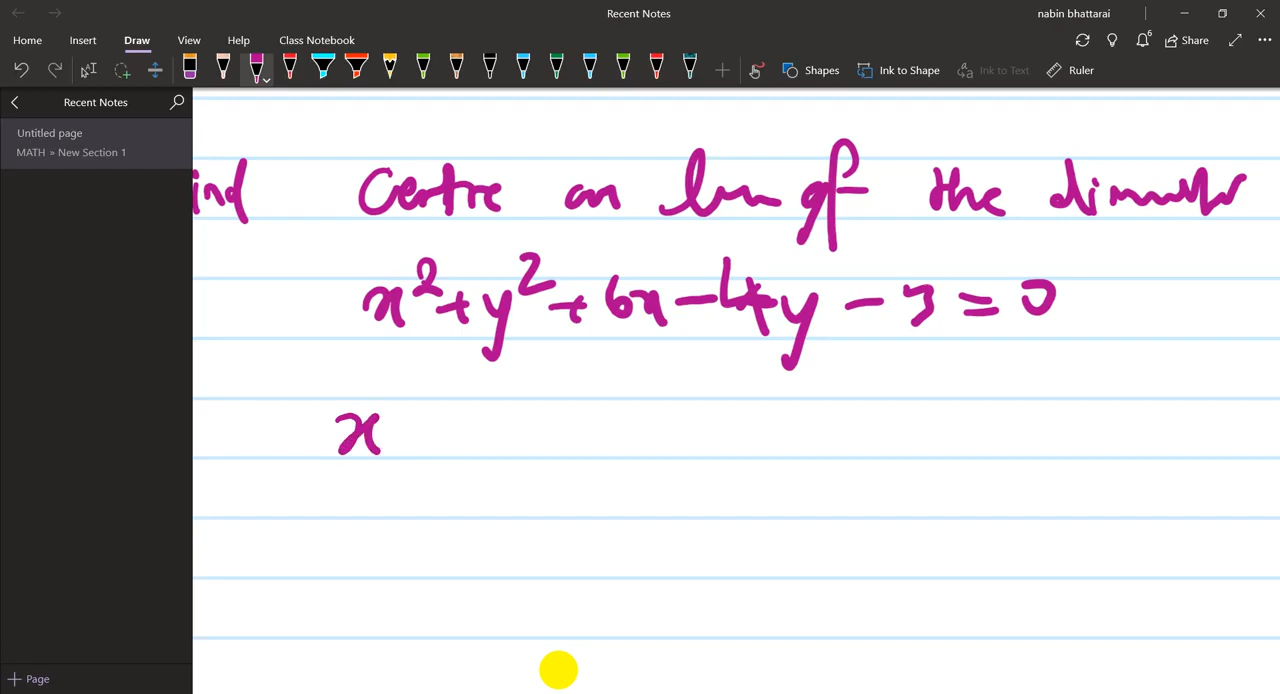 Recent Notes
nabin bhattarai
Home Insert Draw View Help Class Notebook
Share
Shapes Ink to Shape Ink to Text Ruler
Recent Notes
Untitled page
MATH » New Section 1
ind Centre an of the
x² + y² + 6x - 4y - 3 = 0
x
Page